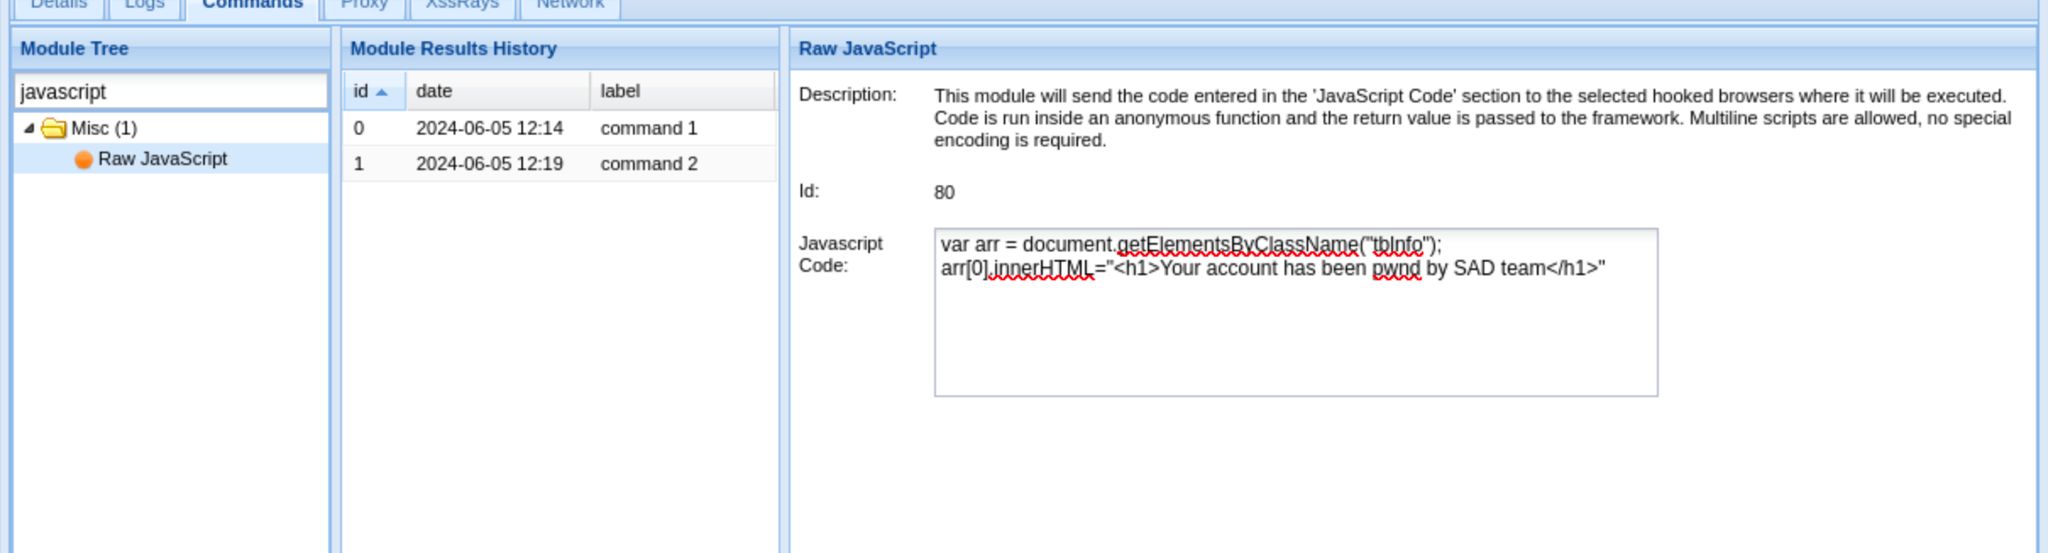 Details Logs Commands Proxy XssRays Network
Module Tree
javascript
Misc (1)
Raw JavaScript
Module Results History
id date label
0 2024-06-05 12:14 command 1
1 2024-06-05 12:19 command 2
Raw JavaScript
Description: This module will send the code entered in the 'JavaScript Code' section to the selected hooked browsers where it will be executed.
Code is run inside an anonymous function and the return value is passed to the framework. Multiline scripts are allowed, no special
encoding is required.
Id: 80
Javascript
Code:
var arr = document.getElementsByClassName("tblnfo");
arr[0].innerHTML="<h1>Your account has been pwnd by SAD team</h1>"